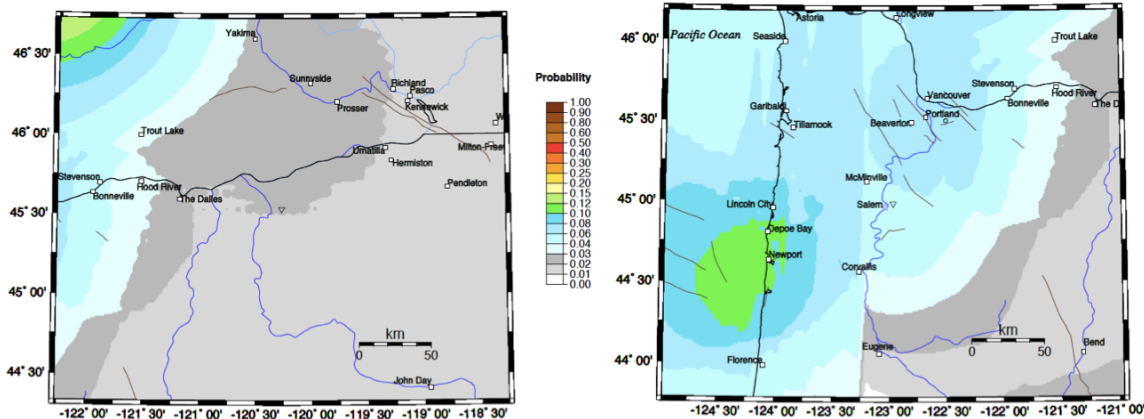 Yakima
Sunnyside
Richland
Pasco
Kennewick
Prosser
W
Trout Lake
Umatilla
Milton-Freew
Hermiston
Pendleton
Stevenson
Hood River
Bonneville
The Dalles
km
0 50
John Day
46° 30'
46° 00'
45° 30'
45° 00'
44° 30'
-122° 00' -121° 30' -121° 00' -120° 30' -120° 00' -119° 30' -119° 00' -118° 30'
Probability
1.00
0.90
0.80
0.60
0.50
0.40
0.30
0.25
0.20
0.15
0.12
0.10
0.08
0.06
0.04
0.03
0.02
0.01
0.00
Astoria
Longview
Pacific Ocean
Seaside
Trout Lake
Stevenson
Hood River
Vancouver
Bonneville
The D
Garibaldi
Portland
Tillamook
Beaverton
McMinville
Lincoln City
Salem
Depoe Bay
Newport
Corvallis
km
0 50
Eugene
Bend
Florence
46° 00'
45° 30'
45° 00'
44° 30'
44° 00'
-124° 30' -124° 00' -123° 30' -123° 00' -122° 30' -122° 00' -121° 30' -121° 00'